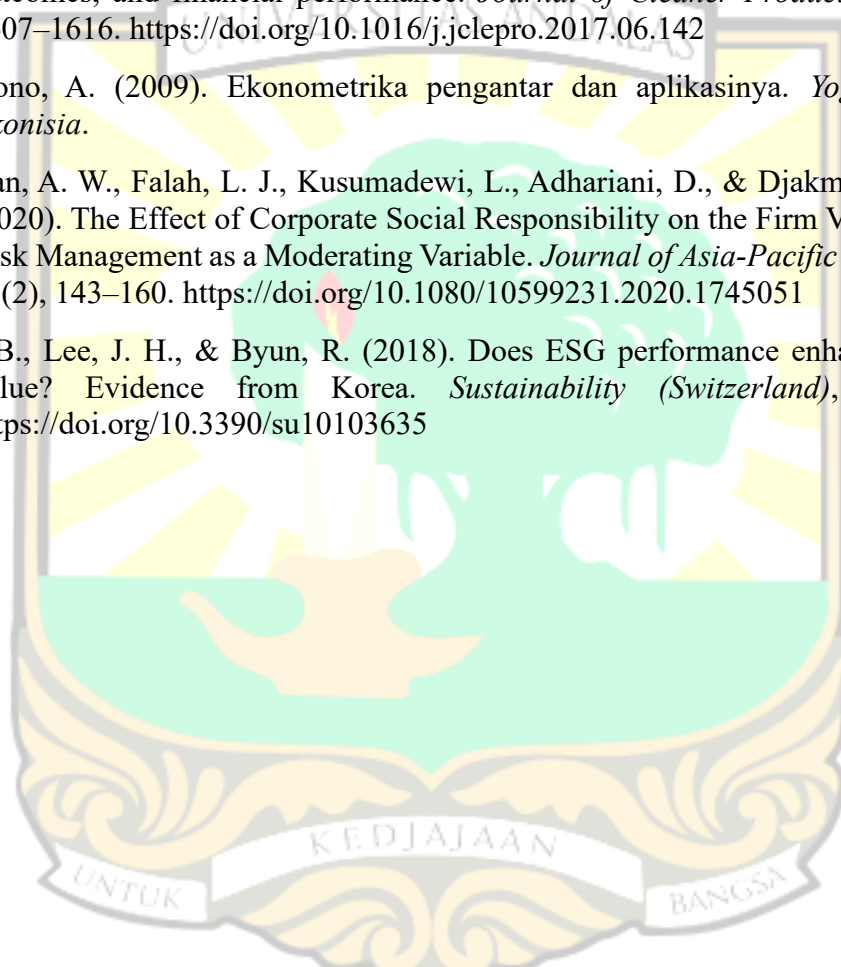 and financial performance. Journal of Cleaner
07–1616. https://doi.org/10.1016/j.jclepro.2017.06.142
ono, A. (2009). Ekonometrika pengantar dan aplikasinya. Yog
konisia.
an, A. W., Falah, L. J., Kusumadewi, L., Adhariani, D., & Djakm
020). The Effect of Corporate Social Responsibility on the Firm V
sk Management as a Moderating Variable. Journal of Asia-Pacific
(2), 143–160. https://doi.org/10.1080/10599231.2020.1745051
B., Lee, J. H., & Byun, R. (2018). Does ESG performance enha
lue? Evidence from Korea. Sustainability (Switzerland),
tps://doi.org/10.3390/su10103635
UNIVERSITAS ANDALAS
KEDJAJAAN
UNTUK
BANGSA